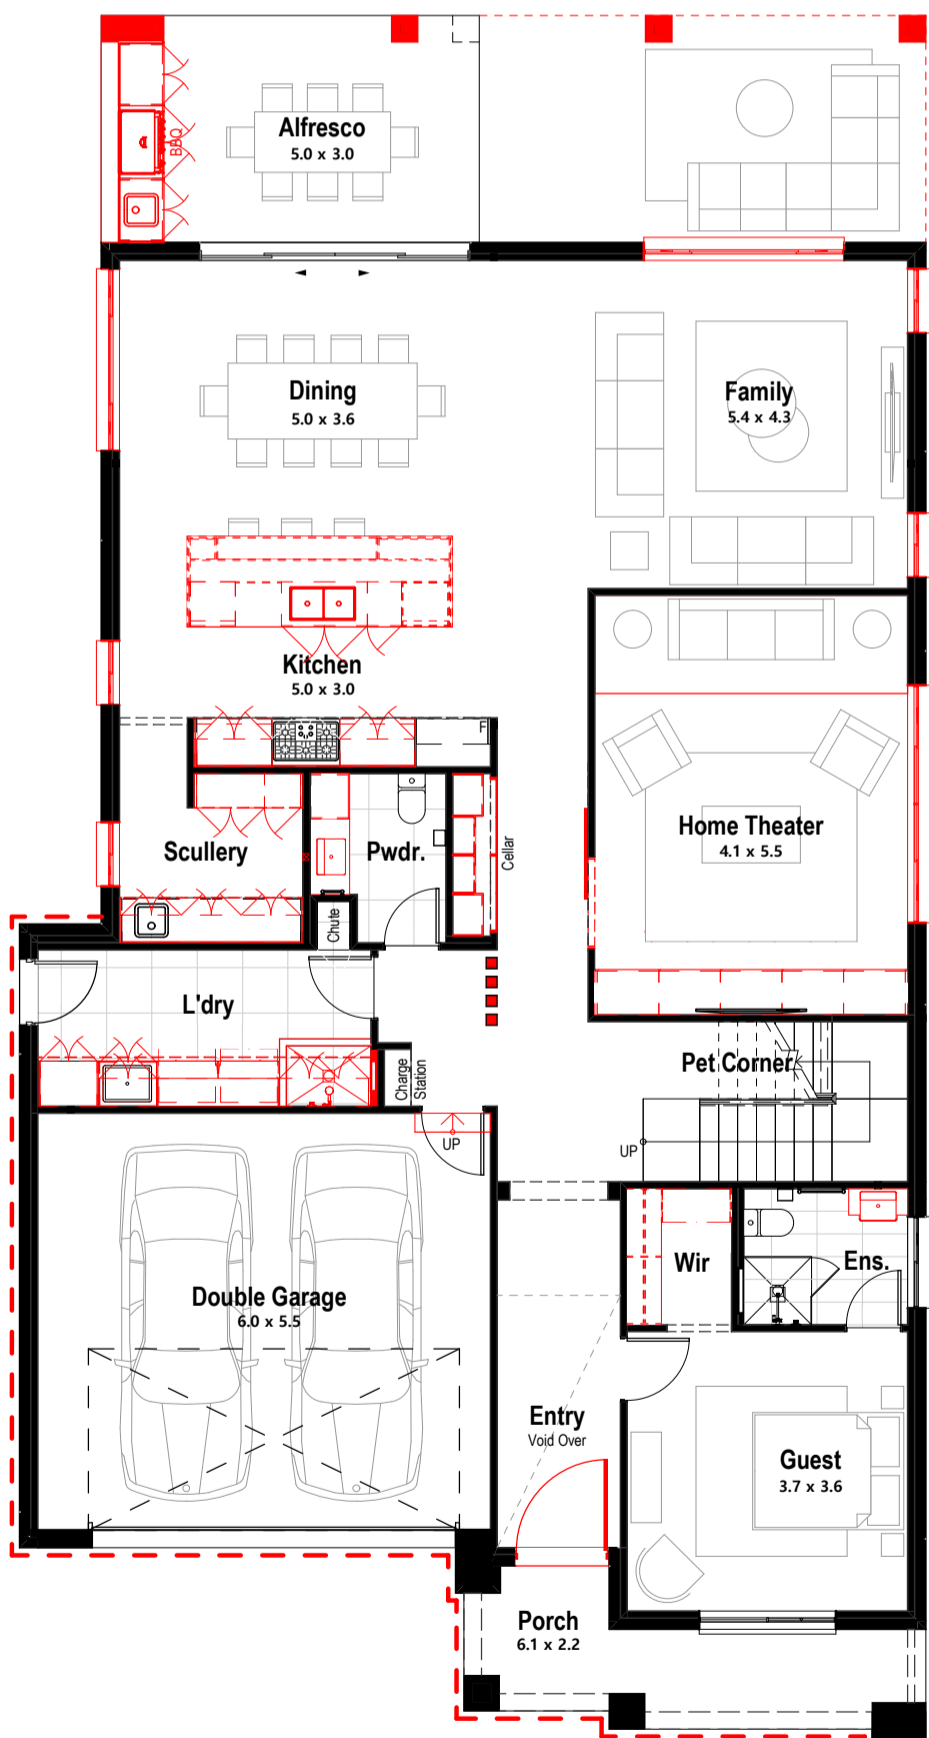 Alfresco
5.0 x 3.0
BBQ
Dining
5.0 x 3.6
Family
5.4 x 4.3
Kitchen
5.0 x 3.0
F
Scullery
Pwdr.
Cellar
Home Theater
4.1 x 5.5
Chute
L'dry
Charge
Station
Pet Corner
UP
UP
Wir
Ens.
Double Garage
6.0 x 5.5
Entry
Void Over
Guest
3.7 x 3.6
Porch
6.1 x 2.2